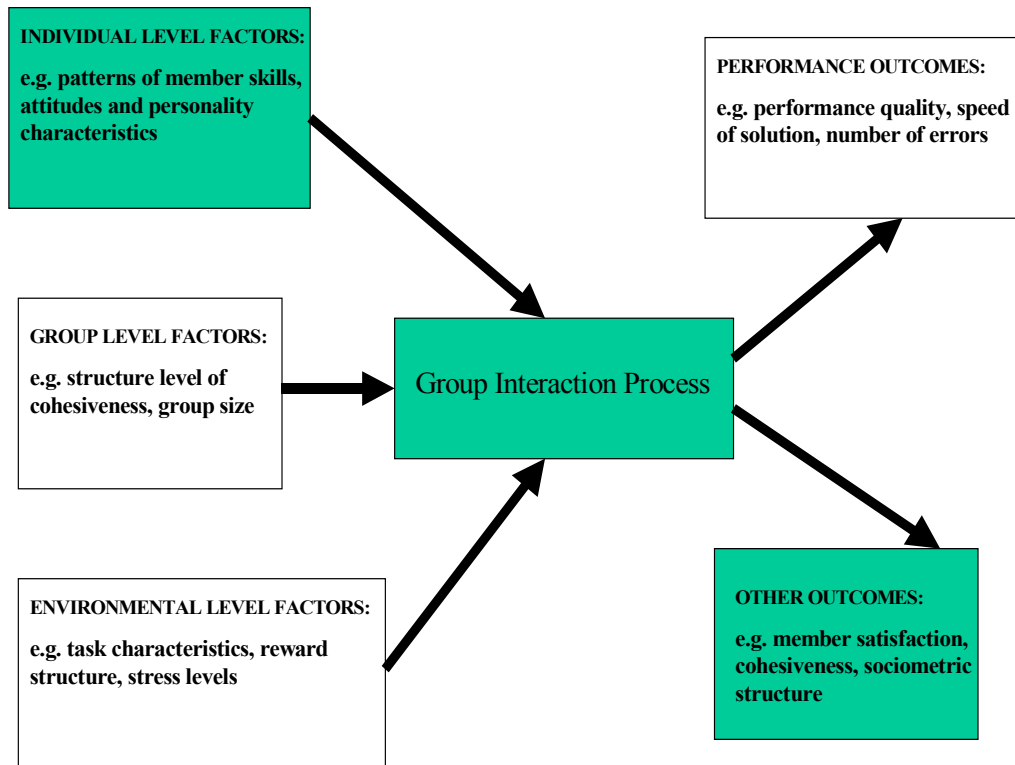 INDIVIDUAL LEVEL FACTORS:
e.g. patterns of member skills,
attitudes and personality
characteristics
GROUP LEVEL FACTORS:
e.g. structure level of
cohesiveness, group size
ENVIRONMENTAL LEVEL FACTORS:
e.g. task characteristics, reward
structure, stress levels
Group Interaction Process
PERFORMANCE OUTCOMES:
e.g. performance quality, speed
of solution, number of errors
OTHER OUTCOMES:
e.g. member satisfaction,
cohesiveness, sociometric
structure